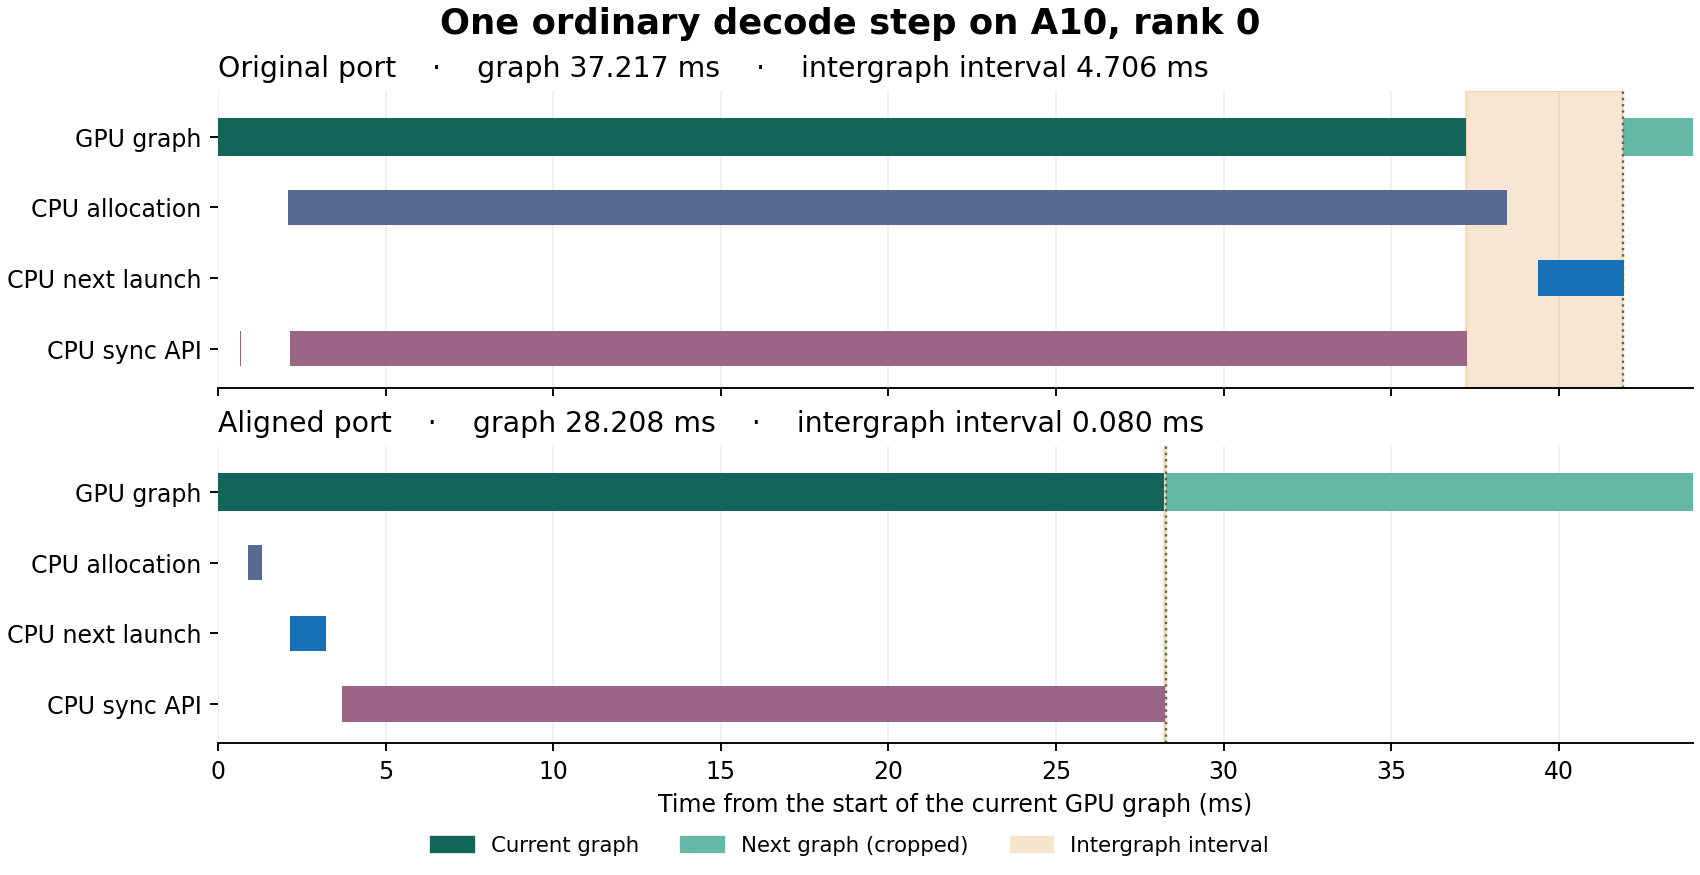 One ordinary decode step on A10, rank 0
Original port · graph 37.217 ms · intergraph interval 4.706 ms
GPU graph
CPU allocation
CPU next launch
CPU sync API
Aligned port · graph 28.208 ms · intergraph interval 0.080 ms
GPU graph
CPU allocation
CPU next launch
CPU sync API
0 5 10 15 20 25 30 35 40
Time from the start of the current GPU graph (ms)
Current graph Next graph (cropped) Intergraph interval